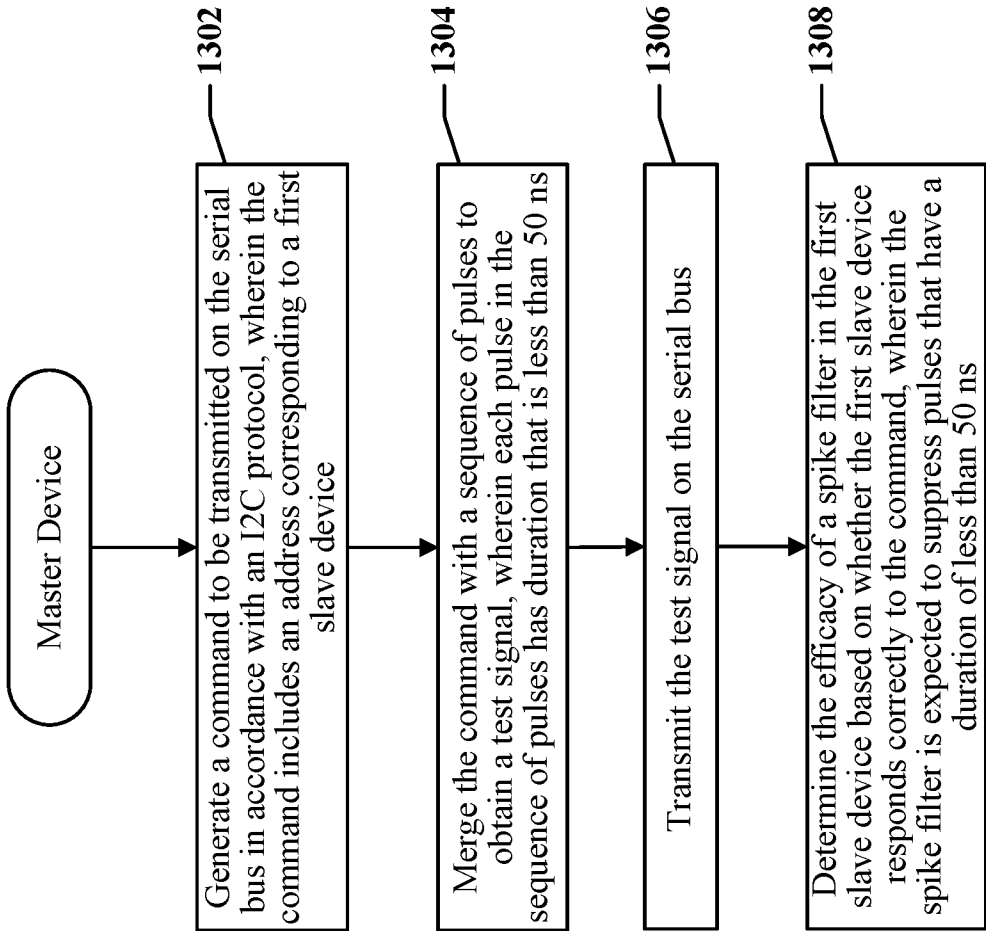 Master Device
Generate a command to be transmitted on the serial
bus in accordance with an I2C protocol, wherein the
command includes an address corresponding to a first
slave device
1302
Merge the command with a sequence of pulses to
obtain a test signal, wherein each pulse in the
sequence of pulses has duration that is less than 50 ns
1304
Transmit the test signal on the serial bus
1306
Determine the efficacy of a spike filter in the first
slave device based on whether the first slave device
responds correctly to the command, wherein the
spike filter is expected to suppress pulses that have a
duration of less than 50 ns
1308